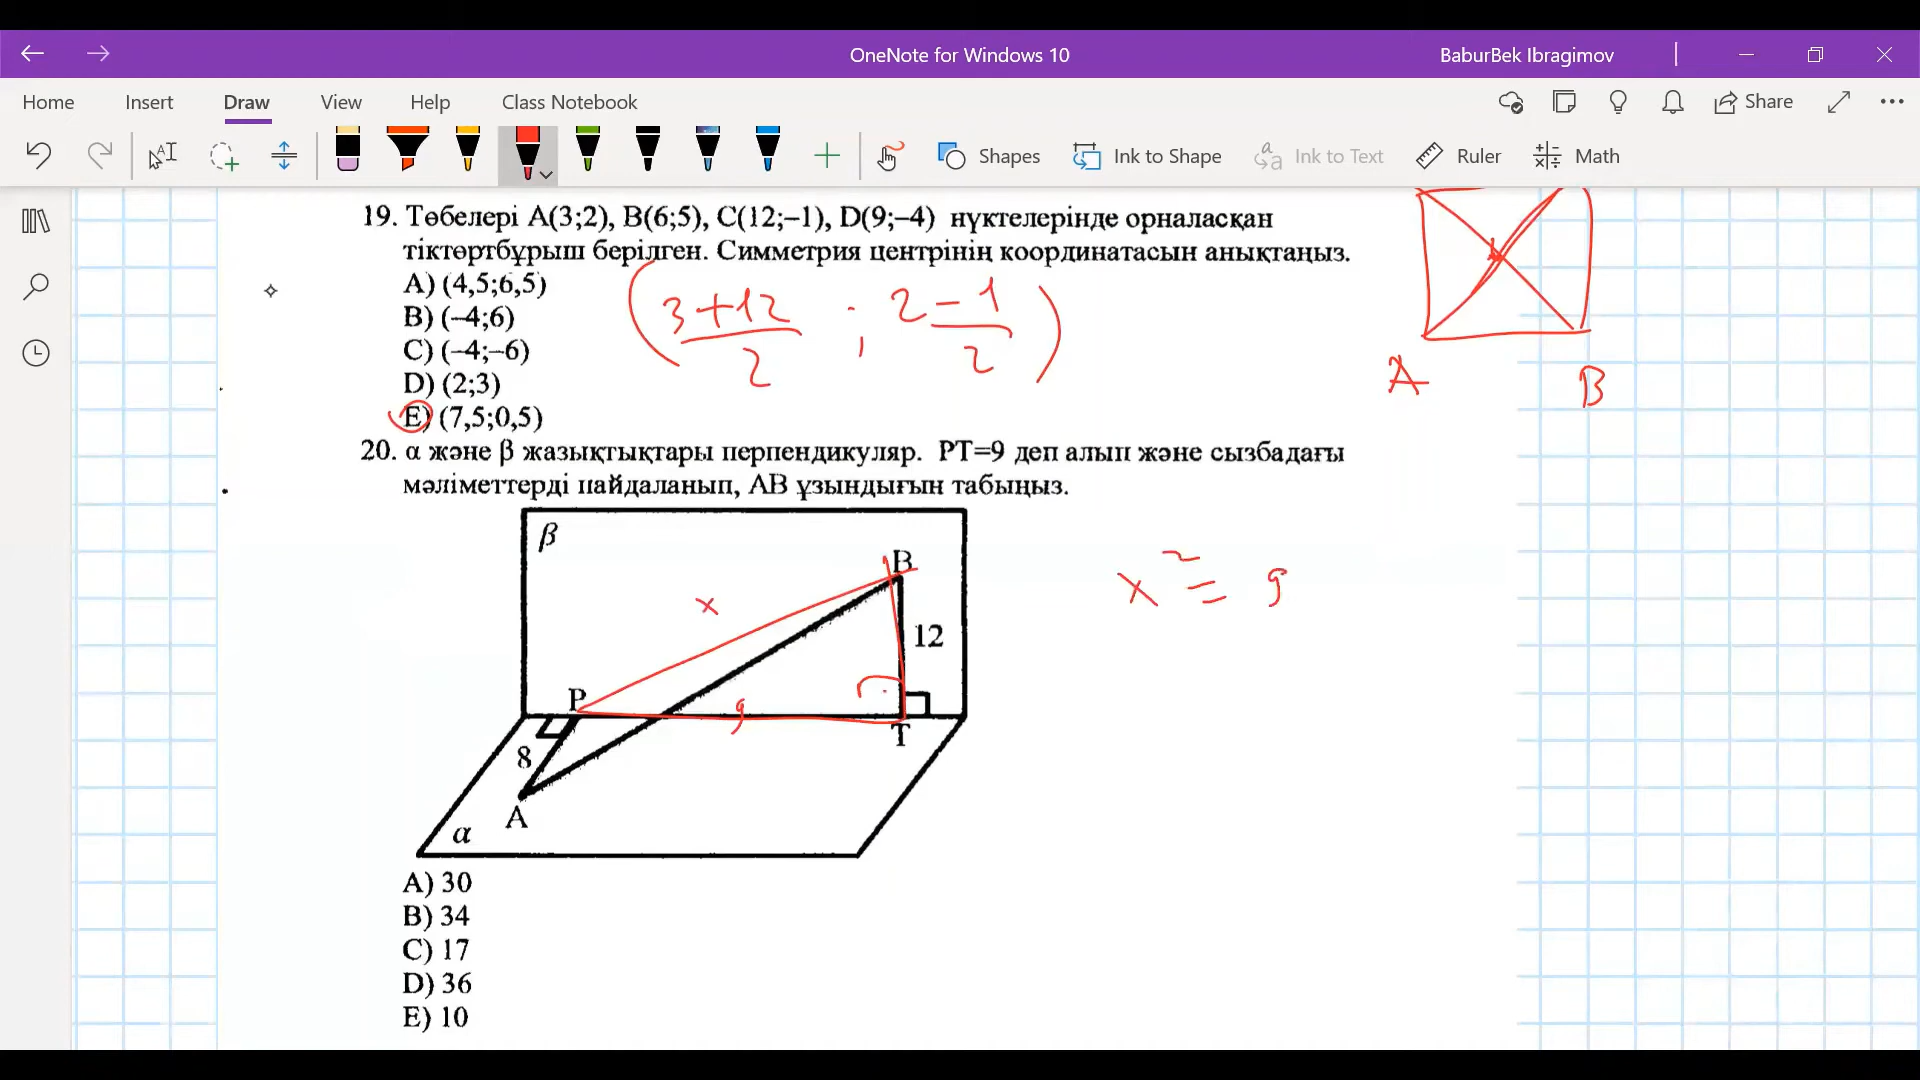 OneNote for Windows 10
BaburBek Ibragimov
Home Insert Draw View Help Class Notebook
Share
Shapes Ink to Shape Ink to Text Ruler Math
19. Төбелері A(3;2), B(6;5), C(12;–1), D(9;–4) нүктелерінде орналасқан
тіктөртбұрыш берілген. Симметрия центрінің координатасын анықтаңыз.
A) (4,5;6,5)
B) (–4;6)
C) (–4;–6)
D) (2;3)
E) (7,5;0,5)
(3+12/2 ; 2-1/2)
A B
20. α және β жазықтықтары перпендикуляр. PT=9 деп алып және сызбадағы
мәліметтерді пайдаланып, AB ұзындығын табыңыз.
β
B
x
12
x² = 9
P
9
T
8
A
α
A) 30
B) 34
C) 17
D) 36
E) 10